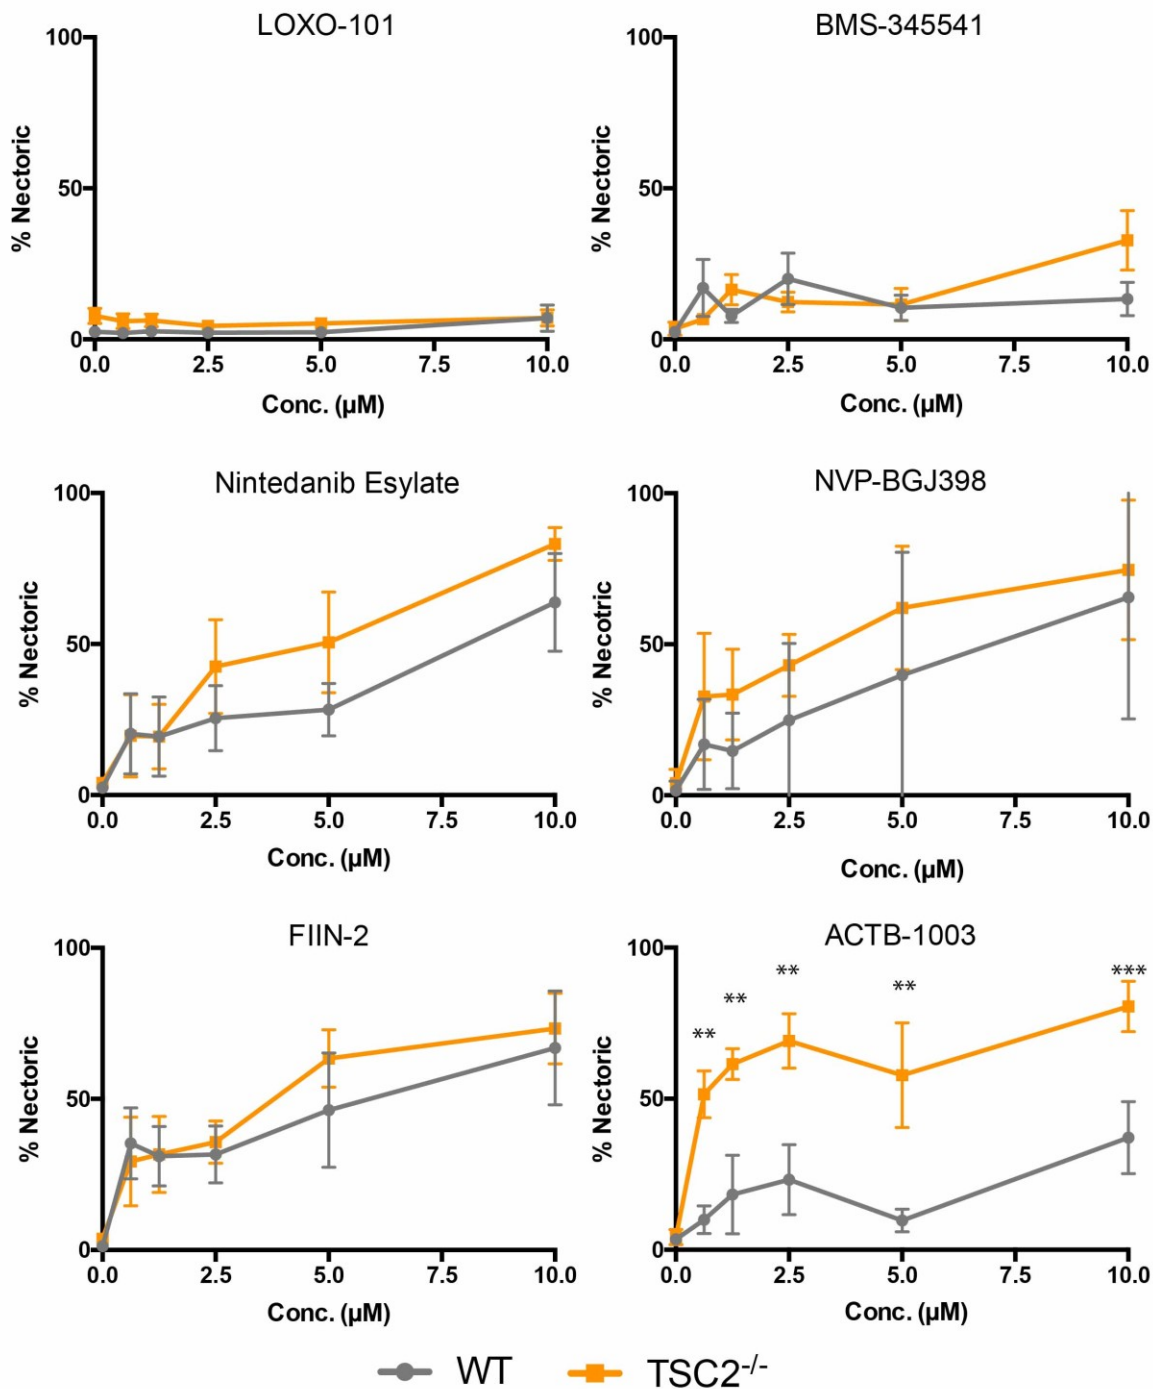 LOXO-101
100
50
0
% Nectoric
0.0 2.5 5.0 7.5 10.0
Conc. (µM)
BMS-345541
100
50
0
% Nectoric
0.0 2.5 5.0 7.5 10.0
Conc. (µM)
Nintedanib Esylate
100
50
0
% Nectoric
0.0 2.5 5.0 7.5 10.0
Conc. (µM)
NVP-BGJ398
100
50
0
% Necotric
0.0 2.5 5.0 7.5 10.0
Conc. (µM)
FIIN-2
100
50
0
% Nectoric
0.0 2.5 5.0 7.5 10.0
Conc. (µM)
ACTB-1003
100
50
0
% Nectoric
** ** ** ** ***
0.0 2.5 5.0 7.5 10.0
Conc. (µM)
WT TSC2-/-